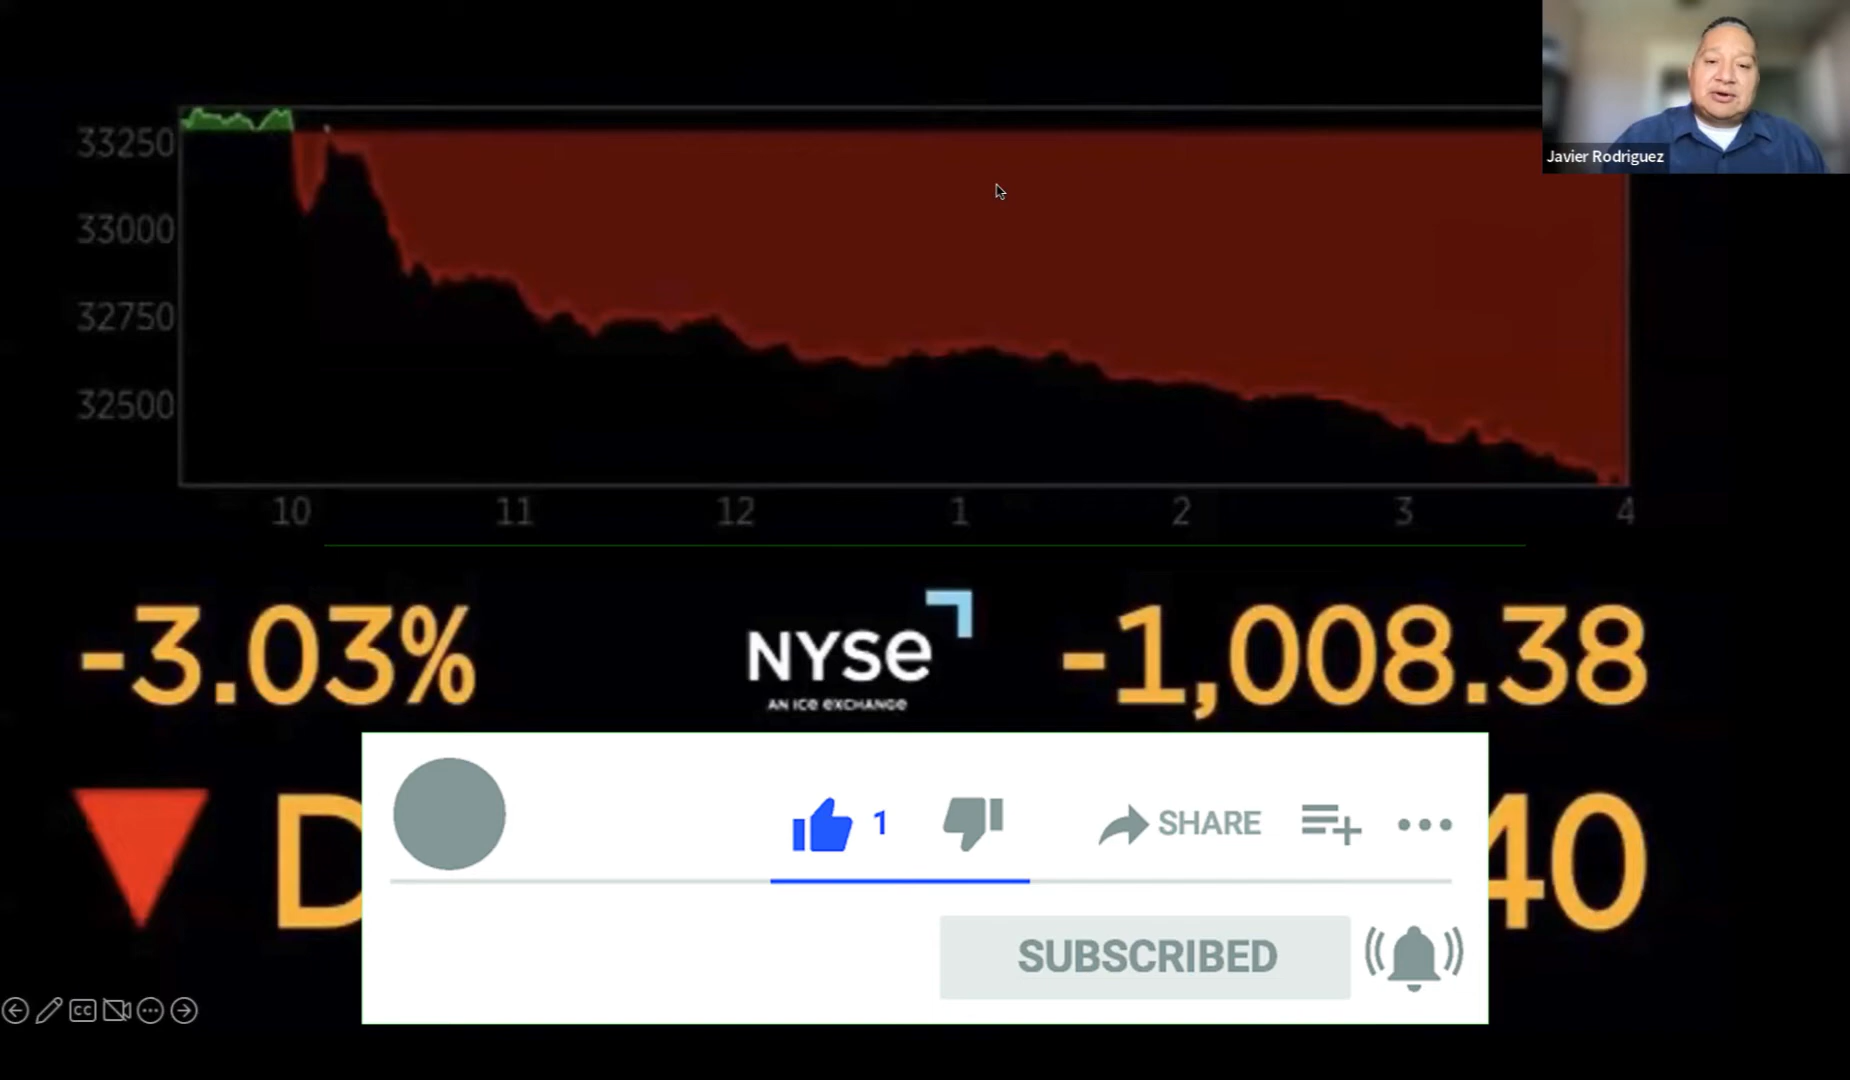 Javier Rodriguez
33250
33000
32750
32500
10 11 12 1 2 3 4
-3.03% NYSE -1,008.38
AN ICE EXCHANGE
D 40
1 SHARE
SUBSCRIBED
CC